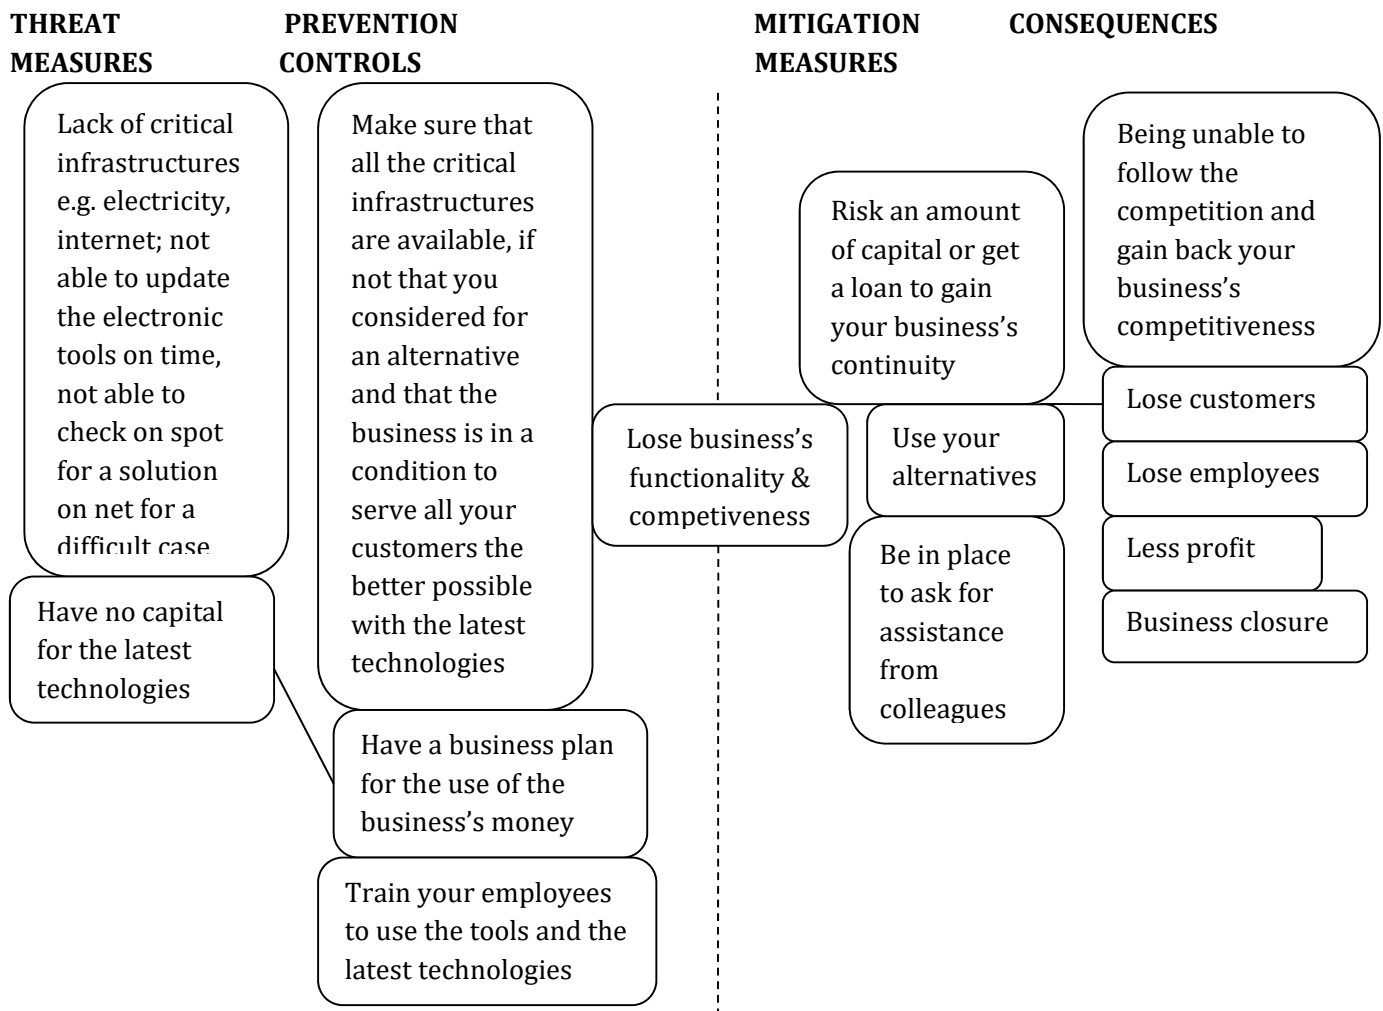 THREAT
MEASURES
PREVENTION
CONTROLS
MITIGATION
MEASURES
CONSEQUENCES
Lack of critical
infrastructures
e.g. electricity,
internet; not
able to update
the electronic
tools on time,
not able to
check on spot
for a solution
on net for a
difficult case
Have no capital
for the latest
technologies
Make sure that
all the critical
infrastructures
are available, if
not that you
considered for
an alternative
and that the
business is in a
condition to
serve all your
customers the
better possible
with the latest
technologies
Have a business plan
for the use of the
business’s money
Train your employees
to use the tools and the
latest technologies
Lose business’s
functionality &
competiveness
Risk an amount
of capital or get
a loan to gain
your business’s
continuity
Use your
alternatives
Be in place
to ask for
assistance
from
colleagues
Being unable to
follow the
competition and
gain back your
business’s
competitiveness
Lose customers
Lose employees
Less profit
Business closure